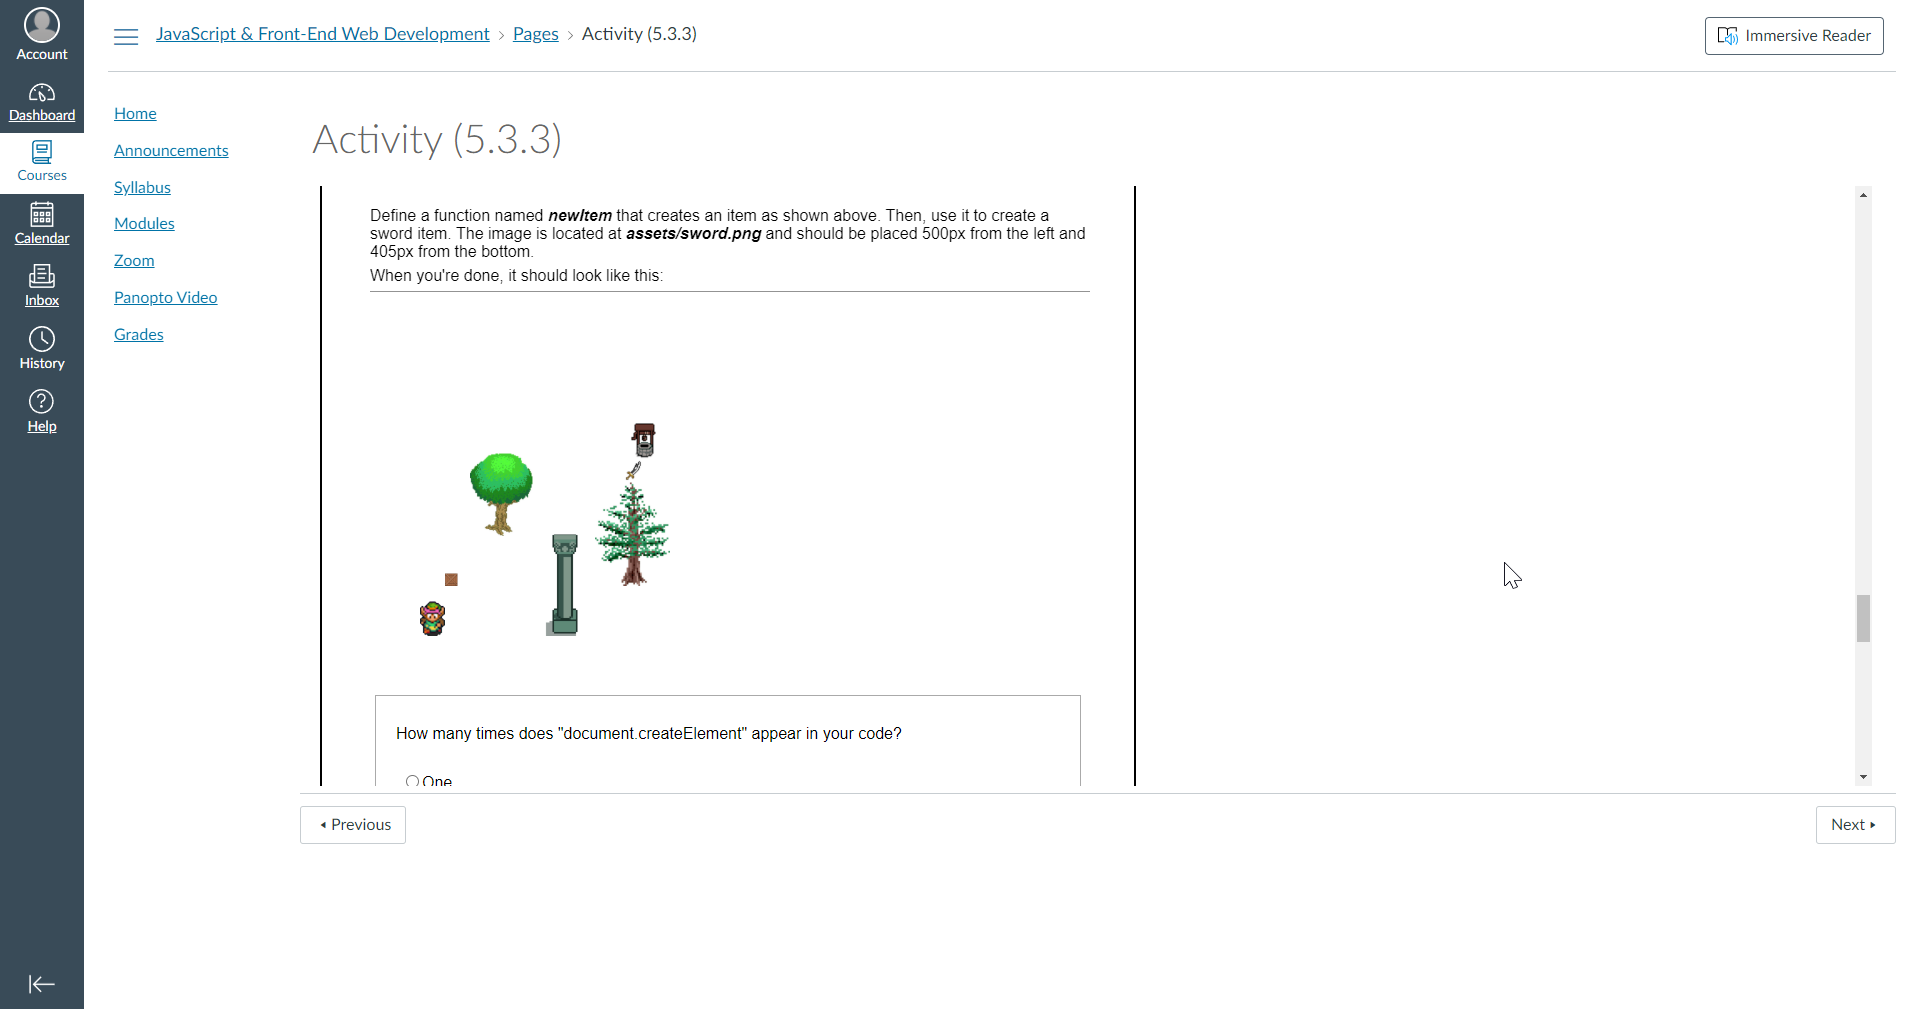 Account
Dashboard
Courses
Calendar
Inbox
History
Help
JavaScript & Front-End Web Development > Pages > Activity (5.3.3)
Immersive Reader
Home
Announcements
Syllabus
Modules
Zoom
Panopto Video
Grades
Activity (5.3.3)
Define a function named newItem that creates an item as shown above. Then, use it to create a
sword item. The image is located at assets/sword.png and should be placed 500px from the left and
405px from the bottom.
When you're done, it should look like this:
How many times does "document.createElement" appear in your code?
One
Previous
Next